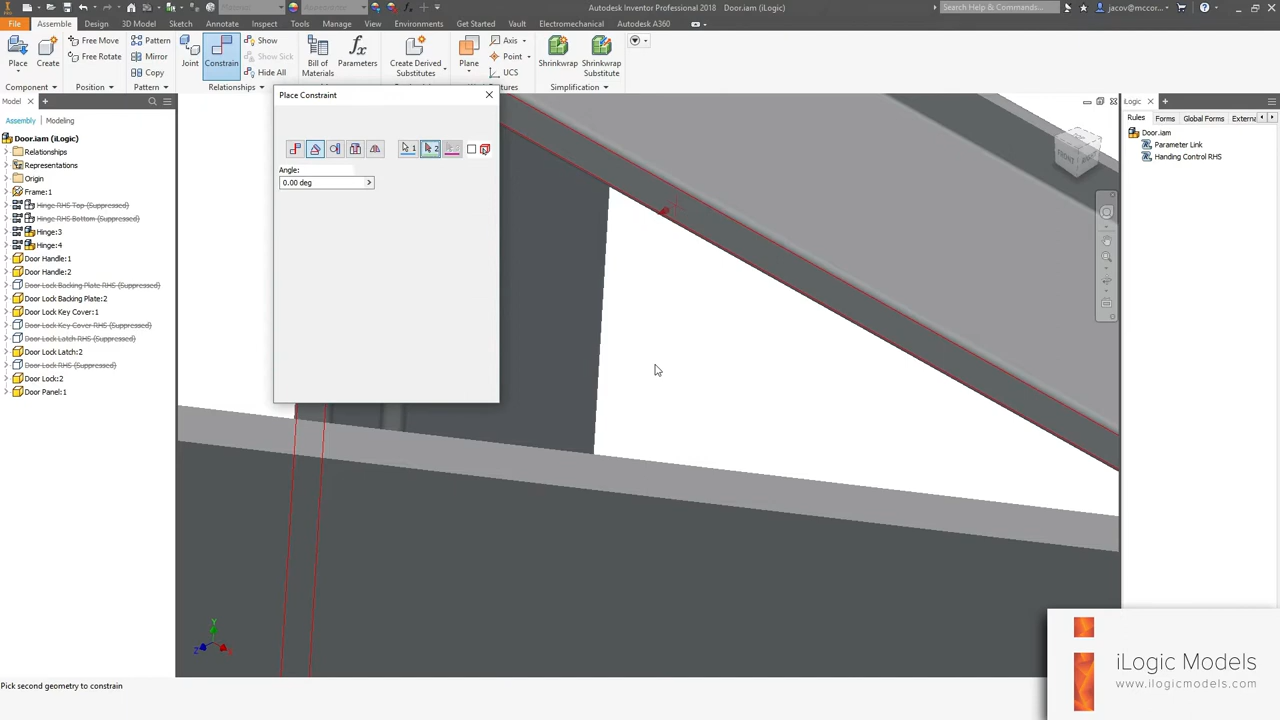 Autodesk Inventor Professional 2018 Door.iam (iLogic)
Search Help & Commands...
jacov@mccor...
Material
File
Assemble
Design
3D Model
Sketch
Annotate
Inspect
Tools
Manage
View
Environments
Get Started
Vault
Electromechanical
Autodesk A360
Place
Create
Free Move
Free Rotate
Pattern
Mirror
Copy
Joint
Constrain
Show
Show Sick
Hide All
Bill of
Materials
Parameters
Create Derived
Substitutes
Plane
Axis
Point
UCS
Shrinkwrap
Shrinkwrap
Substitute
Component
Position
Pattern
Relationships
Simplification
Model
Assembly
Modeling
Door.iam (iLogic)
Relationships
Representations
Origin
Frame:1
Hinge RHS Top (Suppressed)
Hinge RHS Bottom (Suppressed)
Hinge:3
Hinge:4
Door Handle:1
Door Handle:2
Door Lock Backing Plate RHS (Suppressed)
Door Lock Backing Plate:2
Door Lock Key Cover:1
Door Lock Key Cover RHS (Suppressed)
Door Lock Latch RHS (Suppressed)
Door Lock Latch:2
Door Lock RHS (Suppressed)
Door Lock:2
Door Panel:1
Place Constraint
1
2
Angle:
0.00 deg
FRONT
iLogic
Rules
Forms
Global Forms
Externa
Door.iam
Parameter Link
Handing Control RHS
Y
Z
Pick second geometry to constrain
iLogic Models
www.ilogicmodels.com